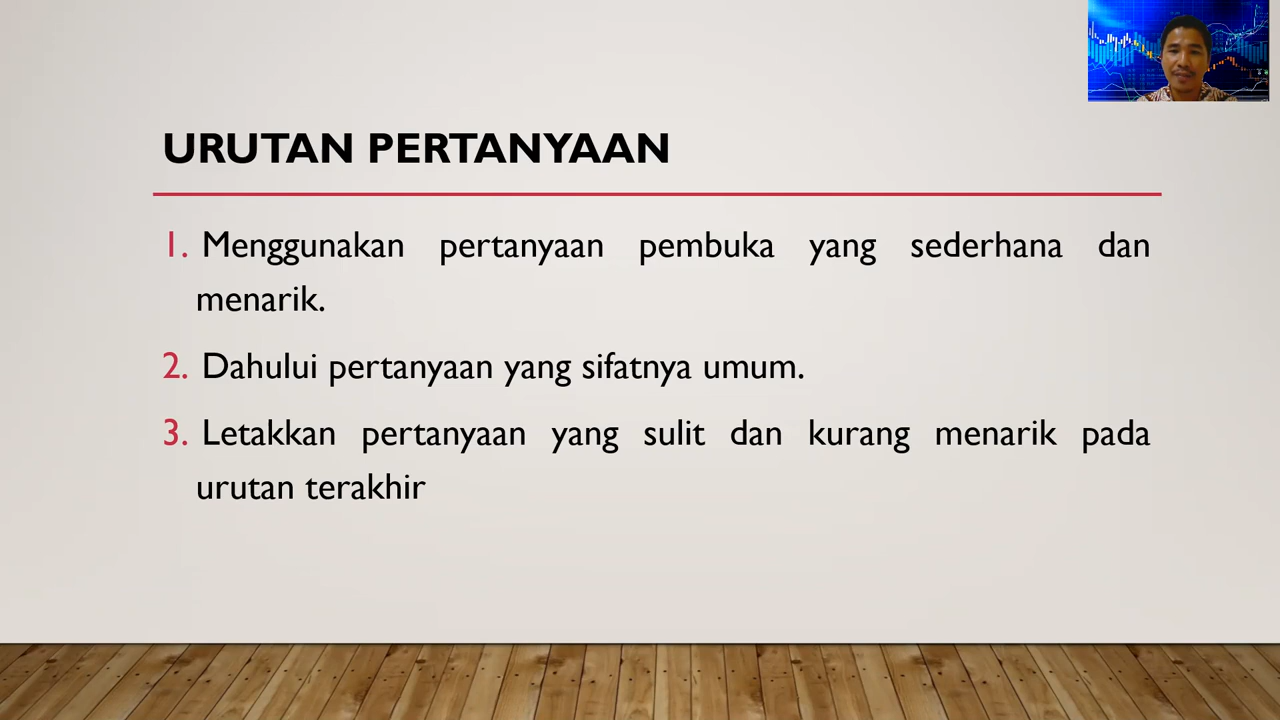 URUTAN PERTANYAAN
1. Menggunakan pertanyaan pembuka yang sederhana dan
menarik.
2. Dahului pertanyaan yang sifatnya umum.
3. Letakkan pertanyaan yang sulit dan kurang menarik pada
urutan terakhir